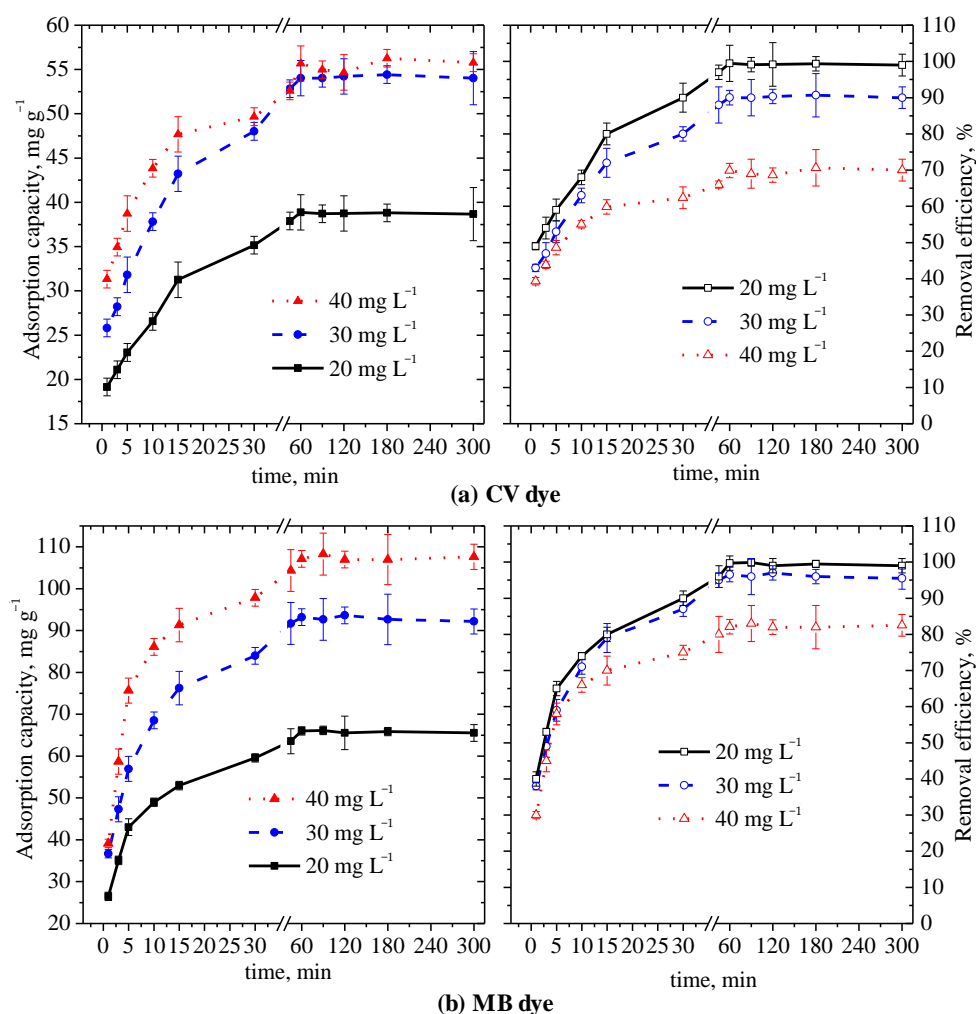 60
55
50
45
40
35
30
25
20
15
Adsorption capacity, mg g⁻¹
40 mg L⁻¹
30 mg L⁻¹
20 mg L⁻¹
0 5 10 15 20 25 30 60 120 180 240 300
time, min
110
100
90
80
70
60
50
40
30
20
10
0
Removal efficiency, %
20 mg L⁻¹
30 mg L⁻¹
40 mg L⁻¹
0 5 10 15 20 25 30 60 120 180 240 300
time, min
(a) CV dye
110
100
90
80
70
60
50
40
30
20
Adsorption capacity, mg g⁻¹
40 mg L⁻¹
30 mg L⁻¹
20 mg L⁻¹
0 5 10 15 20 25 30 60 120 180 240 300
time, min
110
100
90
80
70
60
50
40
30
20
10
0
Removal efficiency, %
20 mg L⁻¹
30 mg L⁻¹
40 mg L⁻¹
0 5 10 15 20 25 30 60 120 180 240 300
time, min
(b) MB dye